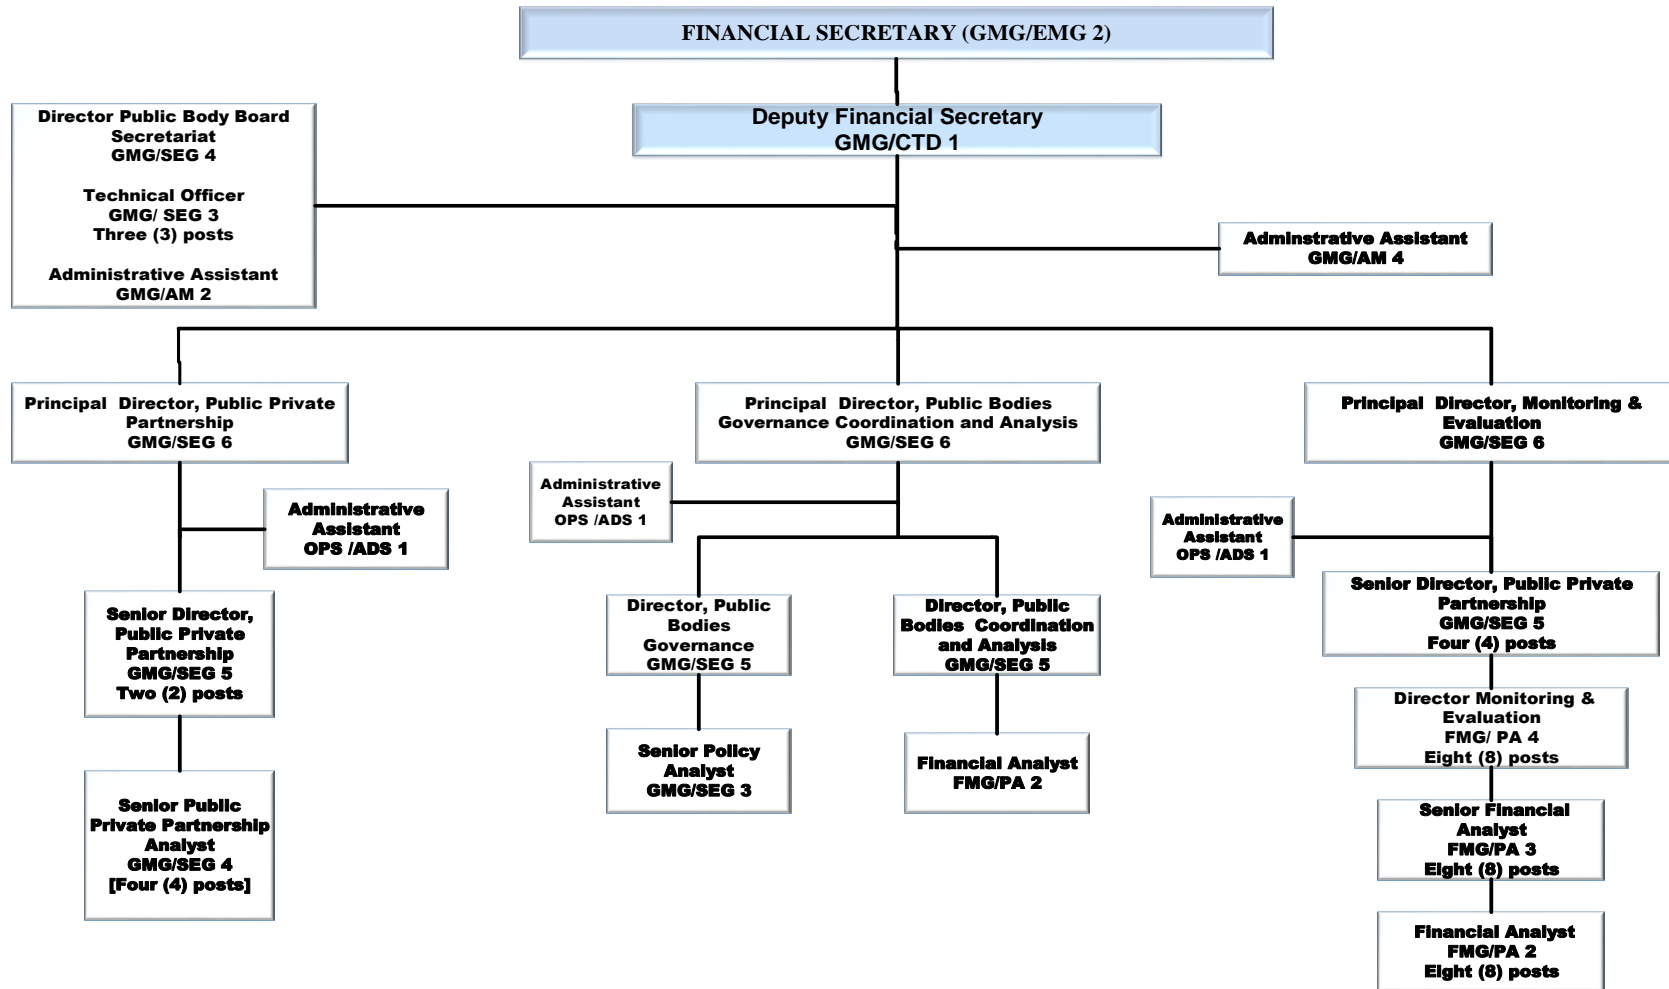 FINANCIAL SECRETARY (GMG/EMG 2)
Deputy Financial Secretary
GMG/CTD 1
Director Public Body Board
Secretariat
GMG/SEG 4
Technical Officer
GMG/ SEG 3
Three (3) posts
Administrative Assistant
GMG/AM 2
Adminstrative Assistant
GMG/AM 4
Principal Director, Public Private
Partnership
GMG/SEG 6
Administrative
Assistant
OPS /ADS 1
Senior Director,
Public Private
Partnership
GMG/SEG 5
Two (2) posts
Senior Public
Private Partnership
Analyst
GMG/SEG 4
[Four (4) posts]
Principal Director, Public Bodies
Governance Coordination and Analysis
GMG/SEG 6
Administrative
Assistant
OPS /ADS 1
Director, Public
Bodies
Governance
GMG/SEG 5
Senior Policy
Analyst
GMG/SEG 3
Director, Public
Bodies Coordination
and Analysis
GMG/SEG 5
Financial Analyst
FMG/PA 2
Principal Director, Monitoring &
Evaluation
GMG/SEG 6
Administrative
Assistant
OPS /ADS 1
Senior Director, Public Private
Partnership
GMG/SEG 5
Four (4) posts
Director Monitoring &
Evaluation
FMG/ PA 4
Eight (8) posts
Senior Financial
Analyst
FMG/PA 3
Eight (8) posts
Financial Analyst
FMG/PA 2
Eight (8) posts